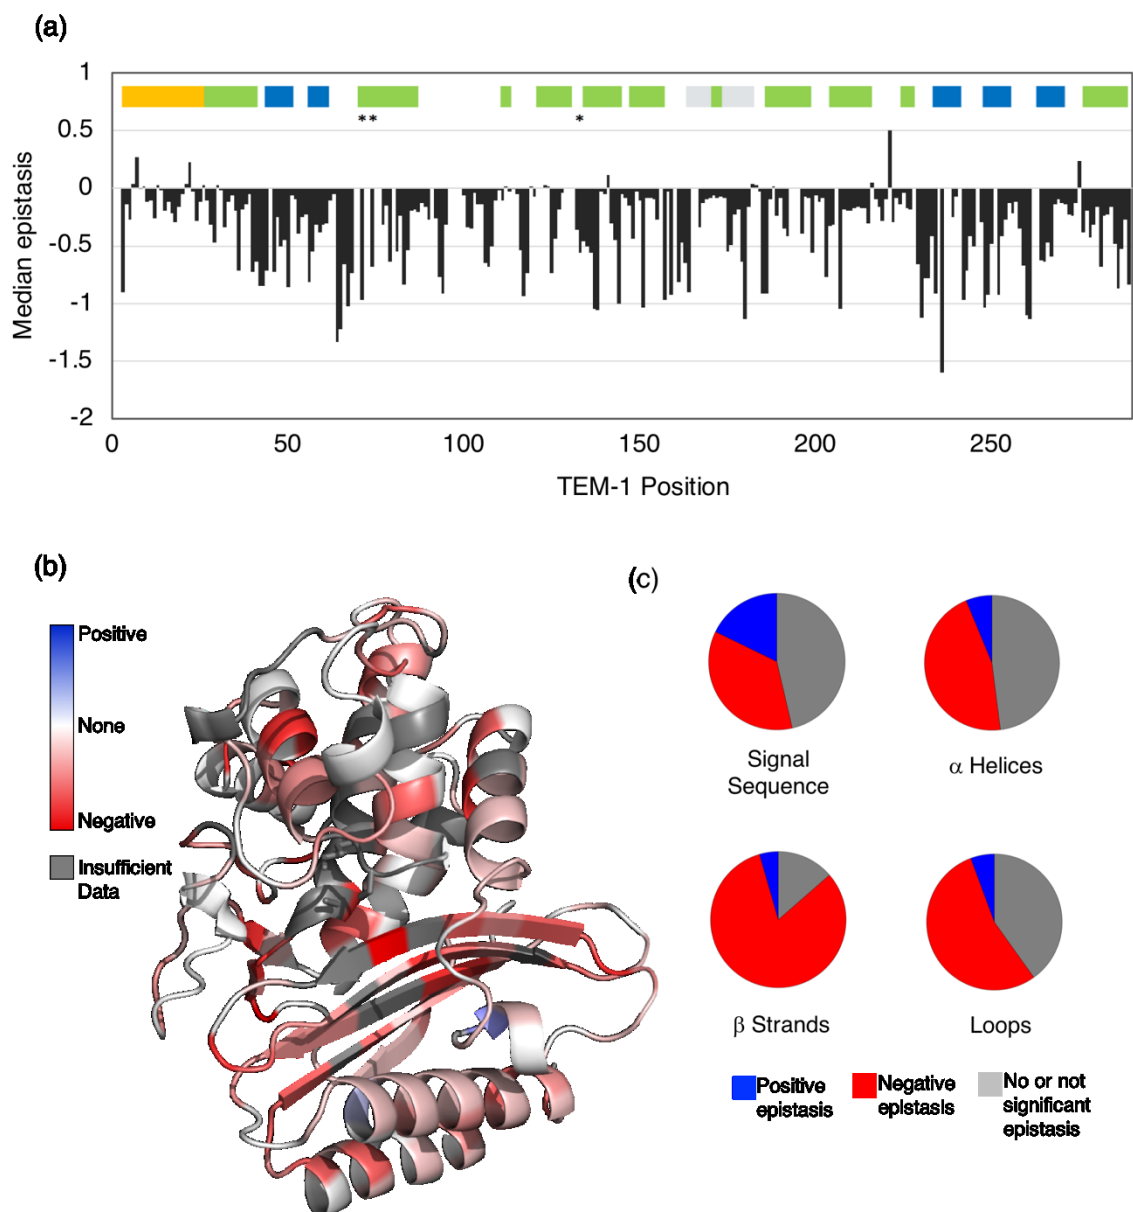 (a)
1
0.5
0
-0.5
-1
-1.5
-2
Median epistasis
** *
0 50 100 150 200 250
TEM-1 Position
(b)
Positive
None
Negative
Insufficient
Data
(c)
Signal
Sequence
α Helices
β Strands
Loops
Positive
epistasis
Negative
epistasis
No or not
significant
epistasis